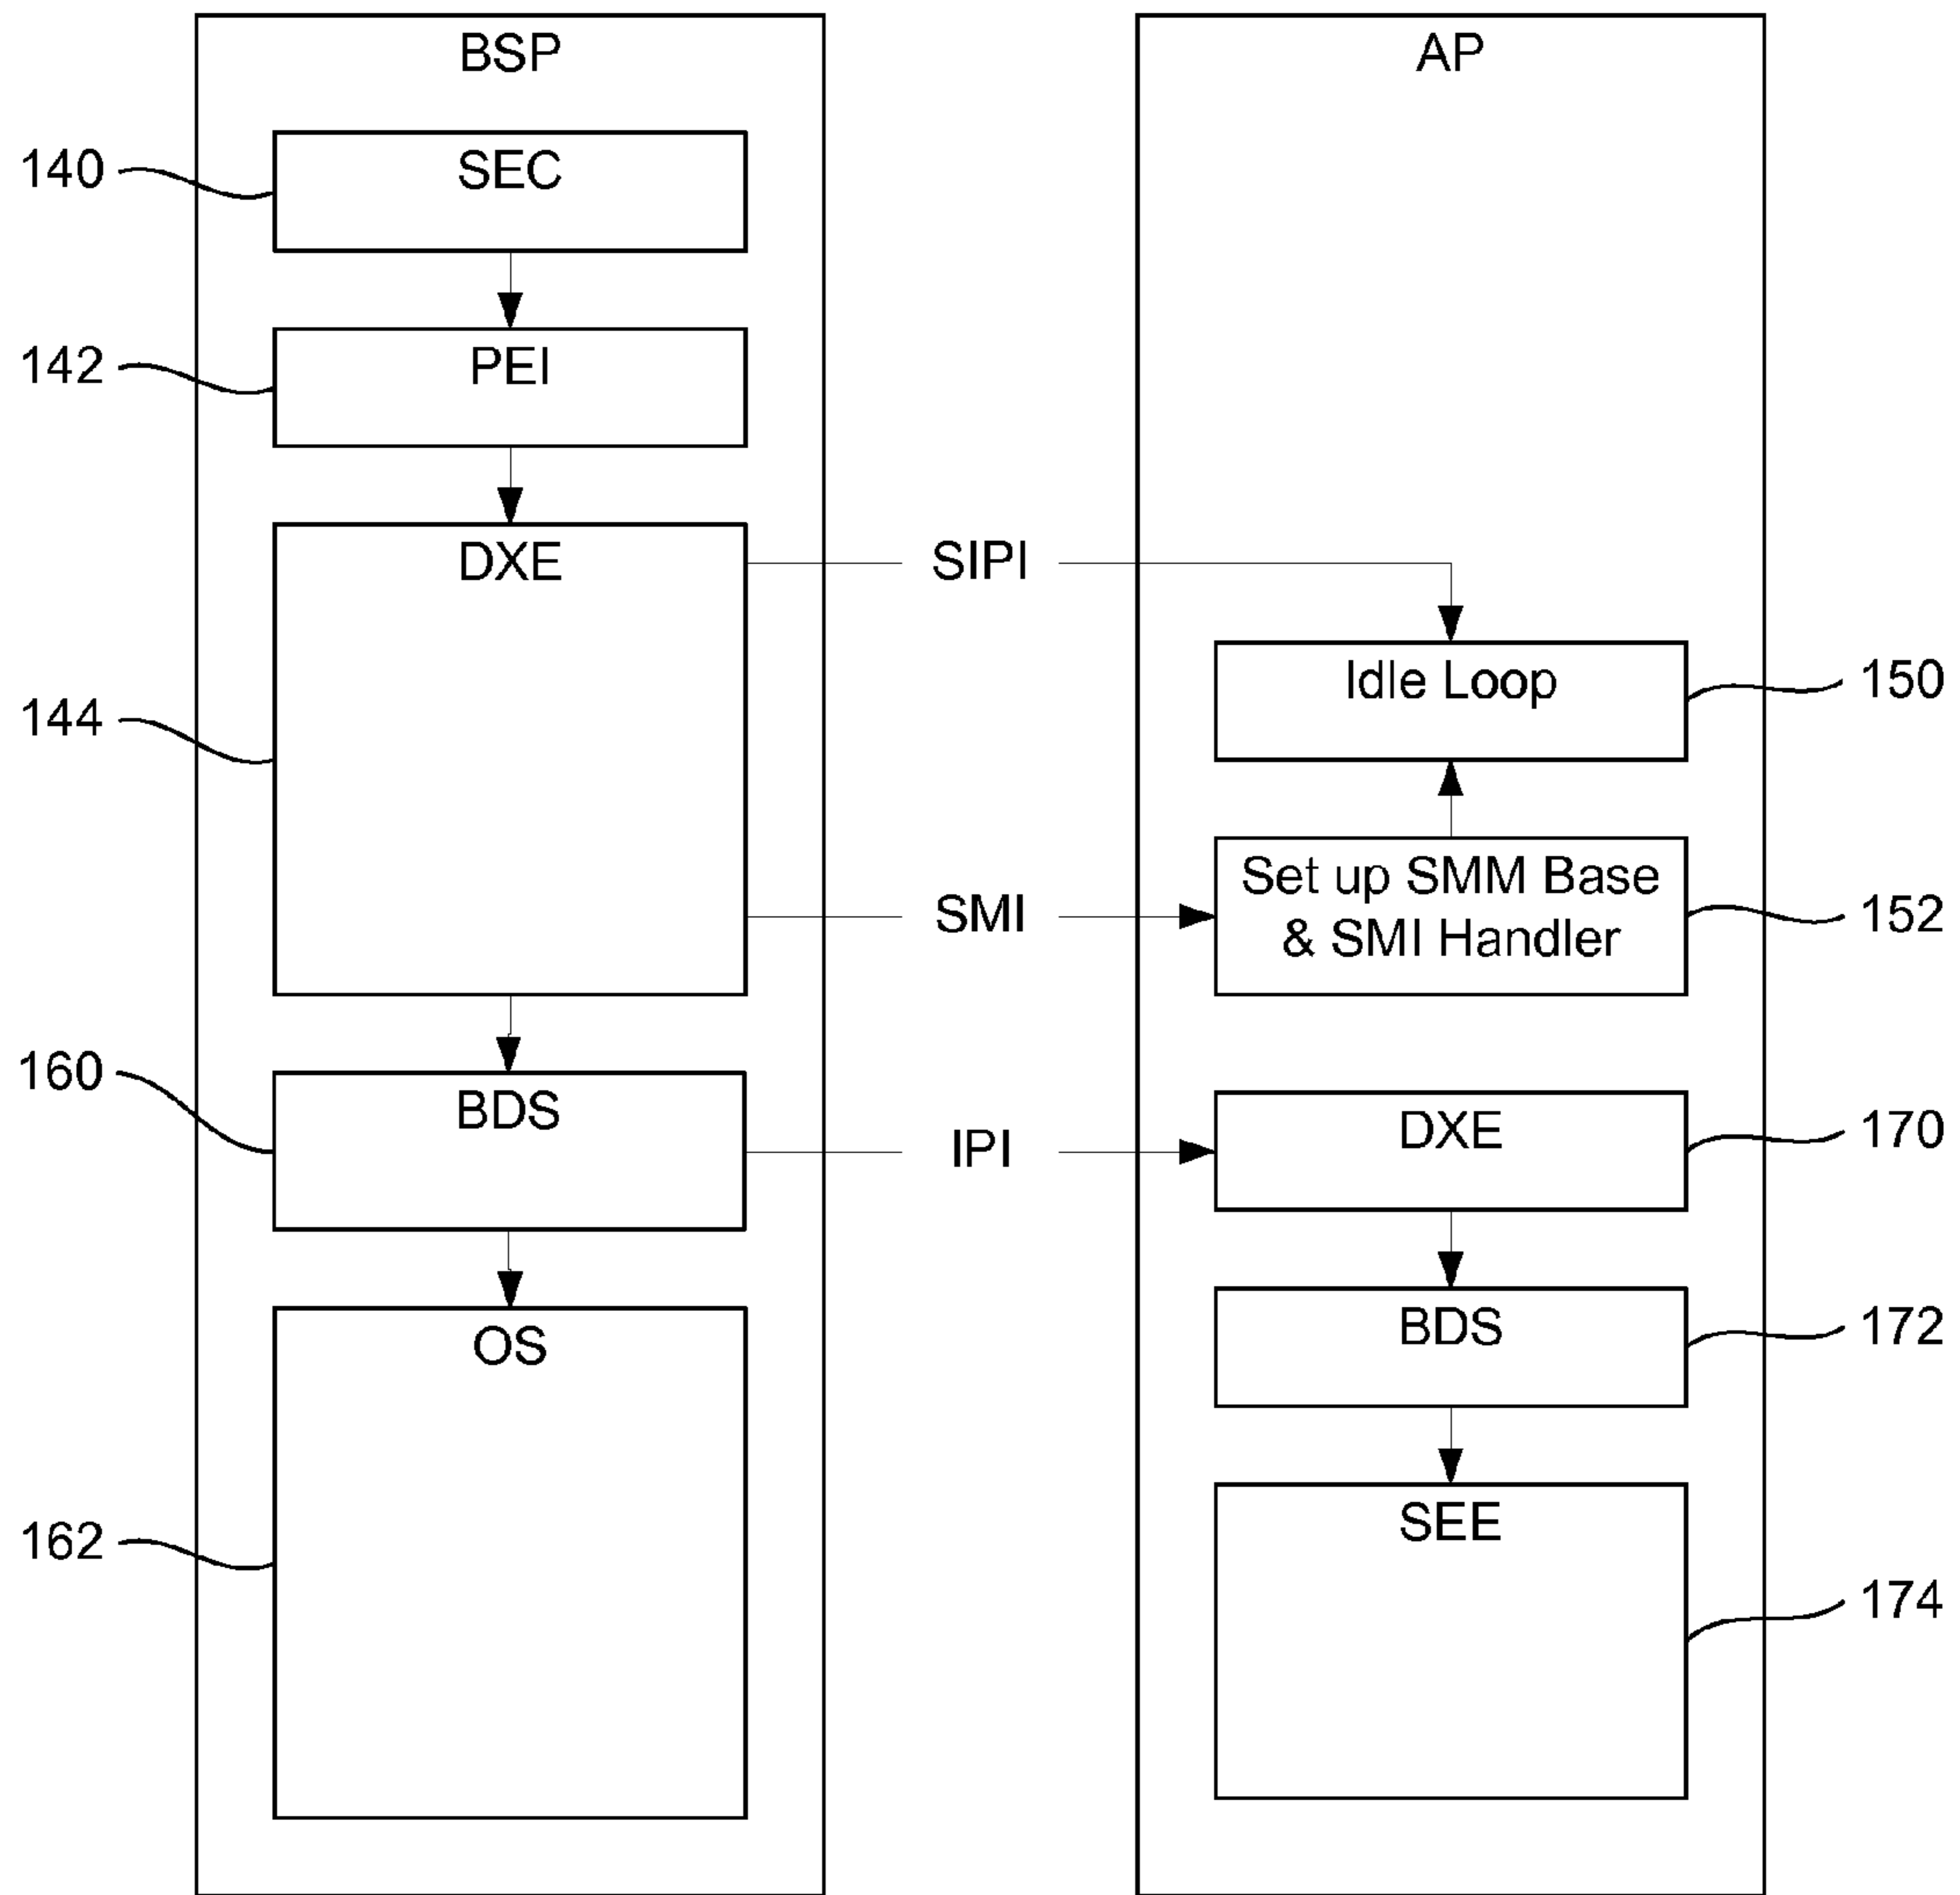 BSP
AP
140
SEC
142
PEI
144
DXE
SIPI
Idle Loop
150
SMI
Set up SMM Base
& SMI Handler
152
160
BDS
IPI
DXE
170
BDS
172
162
OS
SEE
174